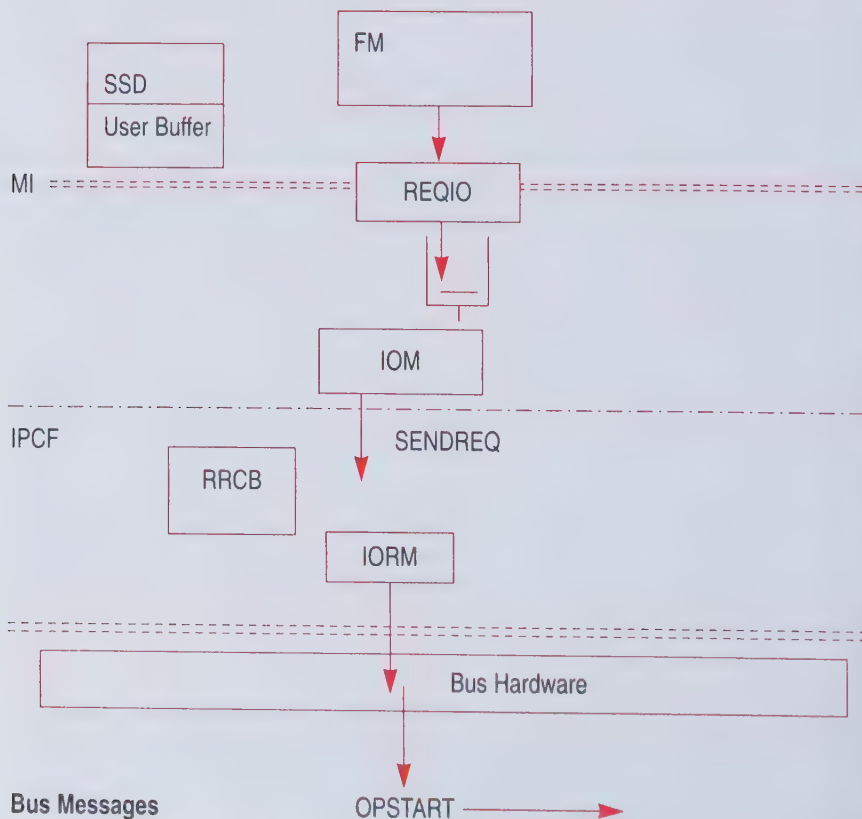 FM
SSD
User Buffer
MI
REQIO
IOM
IPCF
SENDREQ
RRCB
IORM
Bus Hardware
Bus Messages
OPSTART